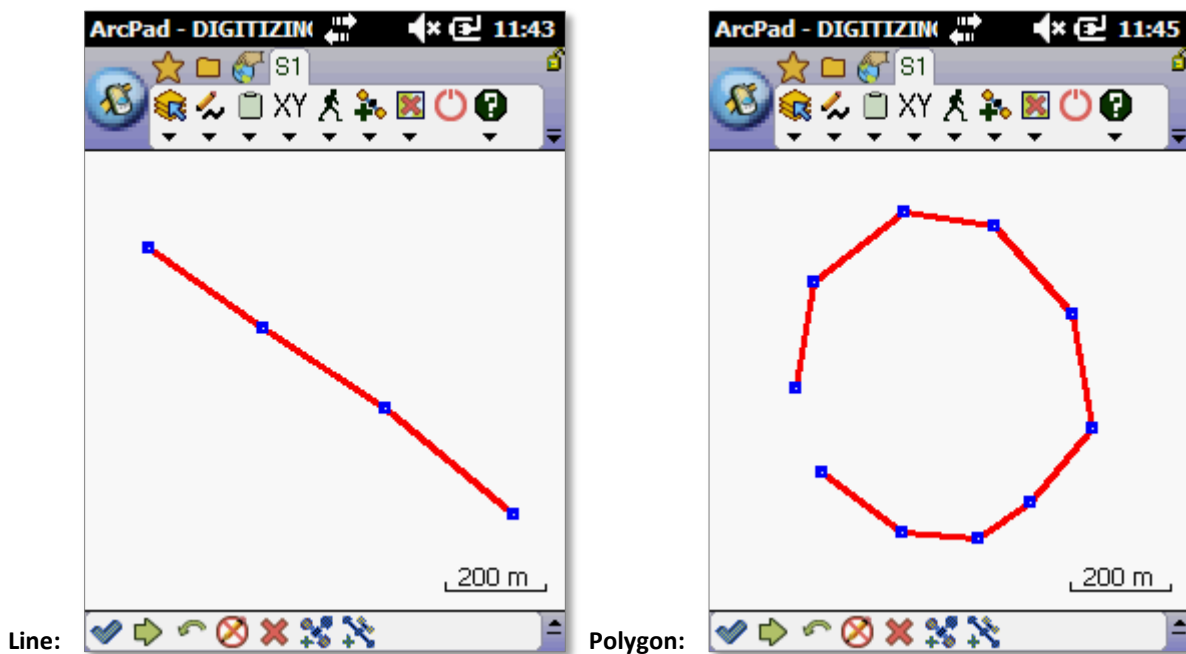 ArcPad - DIGITIZIN 11:43
S1
XY
200 m
Line:
ArcPad - DIGITIZIN 11:45
S1
XY
200 m
Polygon: